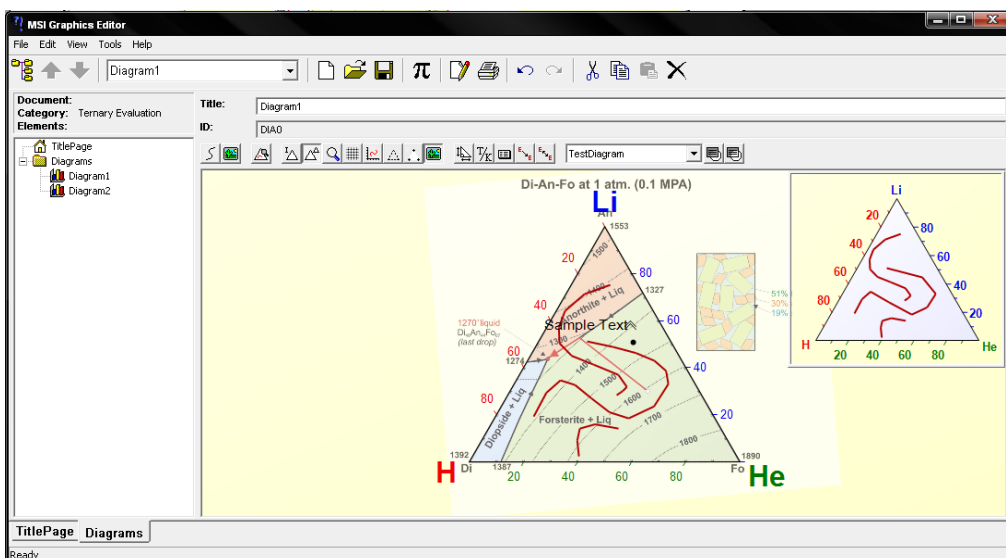 MSI Graphics Editor
File Edit View Tools Help
Diagram1
Document:
Category: Ternary Evaluation
Elements:
TitlePage
Diagrams
Diagram1
Diagram2
Title: Diagram1
ID: DIA0
TestDiagram
Di-An-Fo at 1 atm. (0.1 MPA)
Li
An
1553
1500
20
80
1400
1327
Anorthite + Liq
40
Sample Text
60
1270°liquid
(last drop)
1300
60
1274
1400
40
1500
80
1600
Diopside + Liq
Forsterite + Liq
1700
20
1800
1392
1890
H
Di
1387
Fo
He
20 40 60 80
51%
30%
19%
Li
20
80
40
60
60
40
80
20
H
He
20 40 60 80
TitlePage Diagrams
Ready